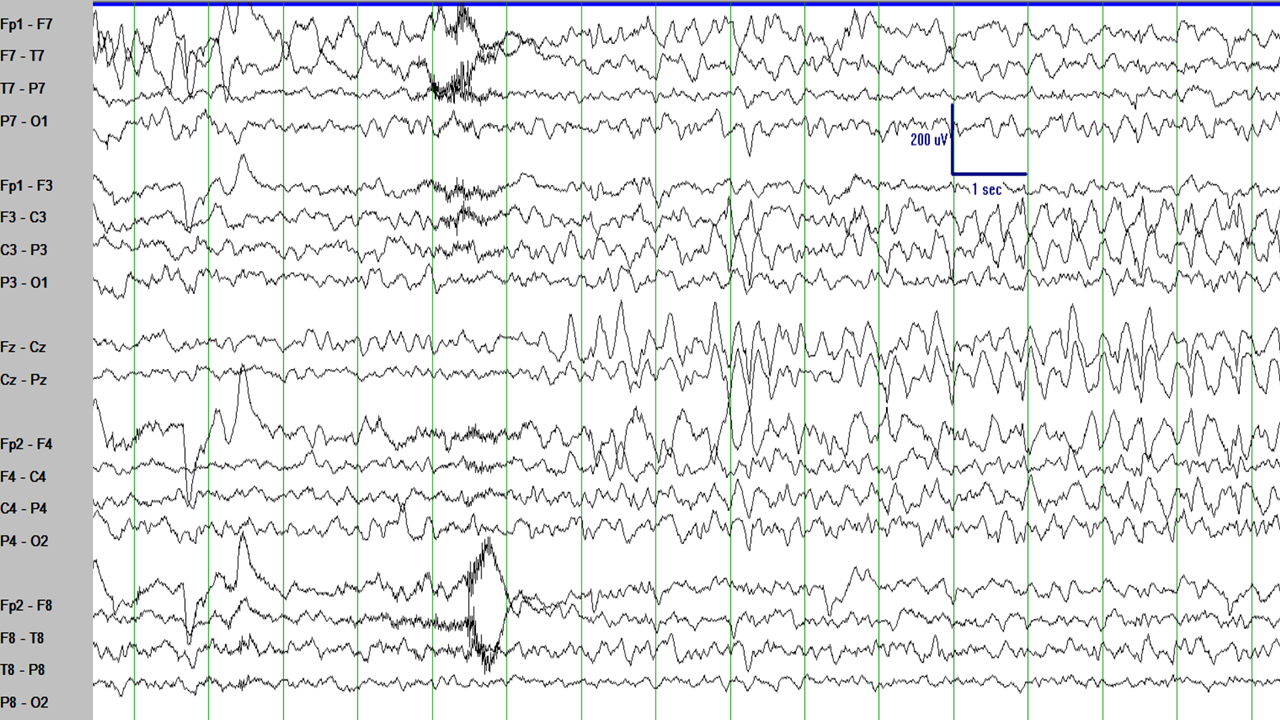 Fp1 - F7
F7 - T7
T7 - P7
P7 - O1
200 uV
Fp1 - F3
1 sec
F3 - C3
C3 - P3
P3 - O1
Fz - Cz
Cz - Pz
Fp2 - F4
F4 - C4
C4 - P4
P4 - O2
Fp2 - F8
F8 - T8
T8 - P8
P8 - O2